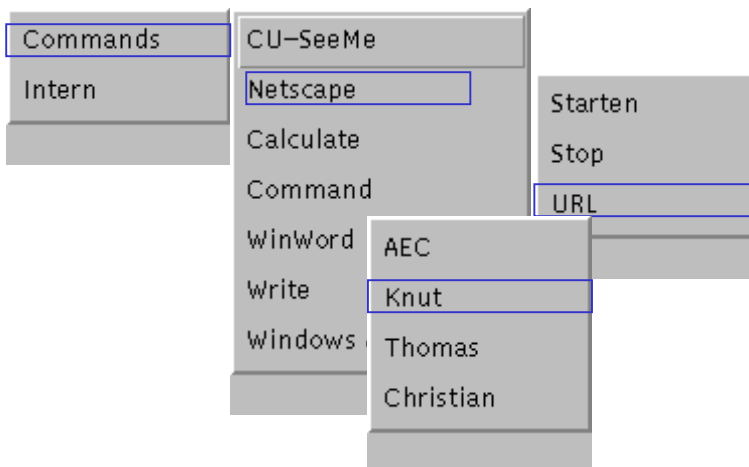 Commands
Intern
CU-SeeMe
Netscape
Calculate
Command
WinWord
Write
Windows
Starten
Stop
URL
AEC
Knut
Thomas
Christian